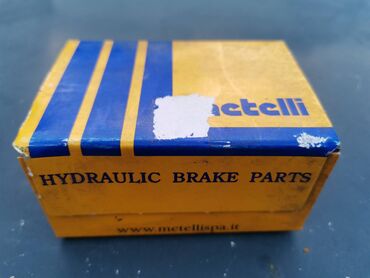 metelli
HYDRAULIC BRAKE PARTS
www.metellispa.it